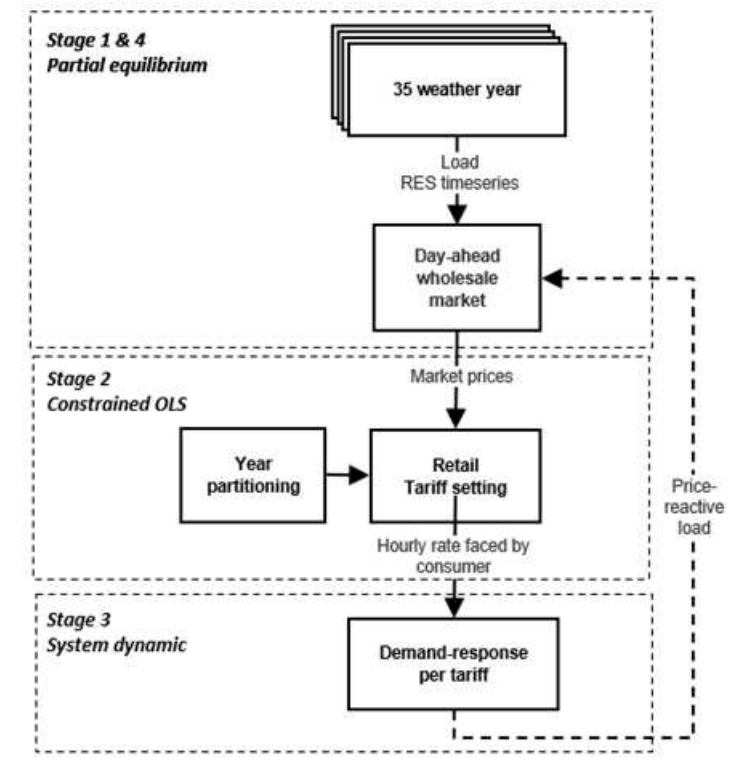 Stage 1 & 4
Partial equilibrium
35 weather year
Load
RES timeseries
Day-ahead
wholesale
market
Market prices
Stage 2
Constrained OLS
Year
partitioning
Retail
Tariff setting
Price-
reactive
load
Hourly rate faced by
consumer
Stage 3
System dynamic
Demand-response
per tariff